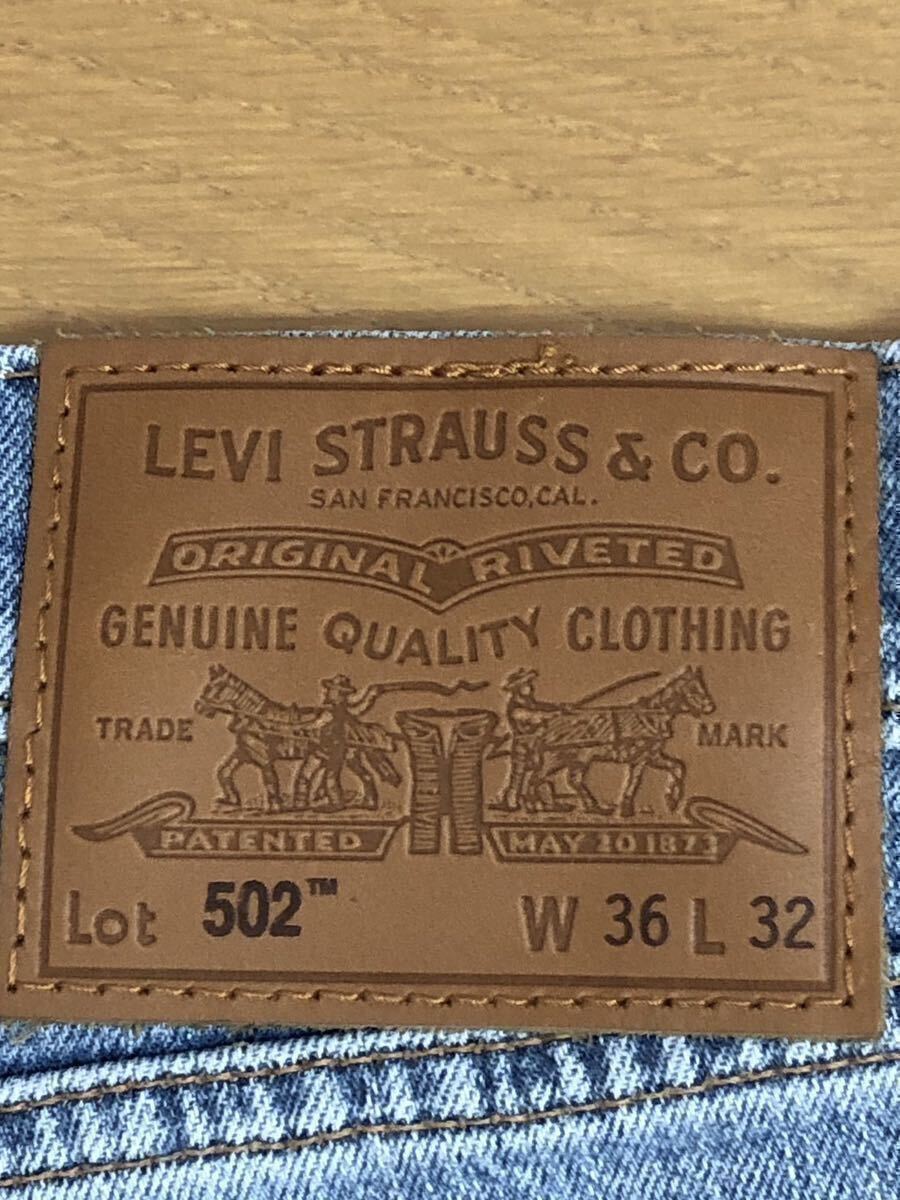 LEVI STRAUSS & CO.
SAN FRANCISCO, CAL.
ORIGINAL RIVETED
GENUINE QUALITY CLOTHING
TRADE MARK
PATENTED MAY 20 1873
Lot 502™ W 36 L 32